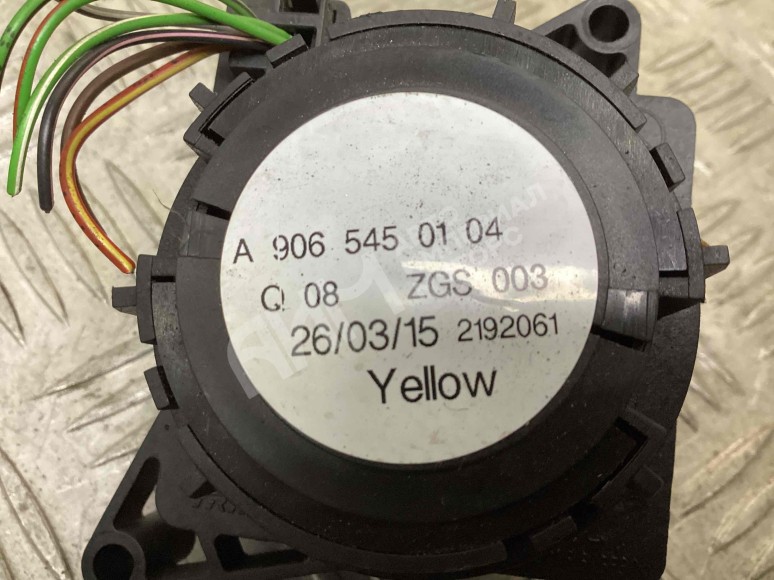 A 906 545 01 04
Q 08 ZGS 003
26/03/15 2192061
Yellow